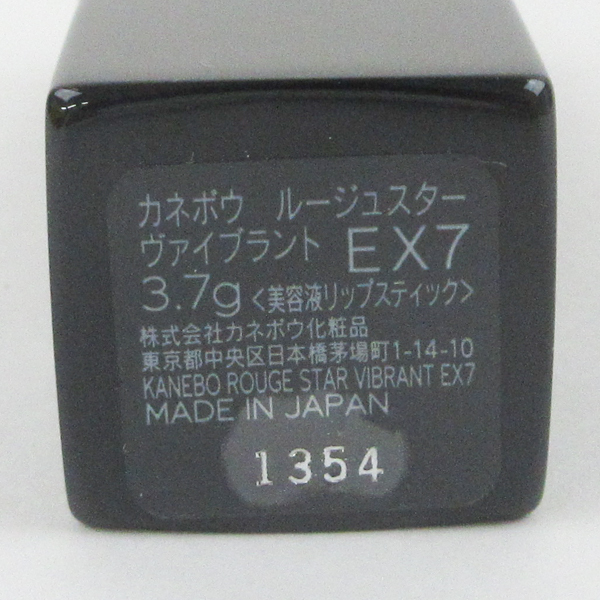 カネボウ ルージュスター
ヴァイブラント EX7
3.7g <美容液リップスティック>
株式会社カネボウ化粧品
東京都中央区日本橋茅場町1-14-10
KANEBO ROUGE STAR VIBRANT EX7
MADE IN JAPAN
1354